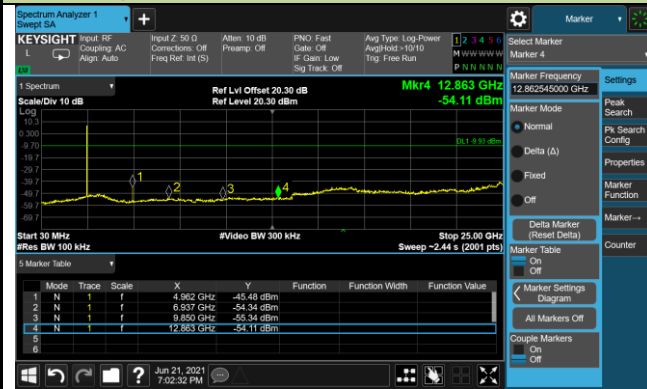 Spectrum Analyzer 1
Swept SA
+
Marker
KEYSIGHT Input: RF Input Z: 50 Ω Atten: 10 dB PNO: Fast Avg Type: Log-Power 1 2 3 4 5 6
L Coupling: AC Corrections: Off Preamp: Off Gate: Off Avg|Hold:>10/10 M W W W W W
Align: Auto Freq Ref: Int (S) IF Gain: Low Trig: Free Run P N N N N N
Sig Track: Off
Select Marker
Marker 4
1 Spectrum
Scale/Div 10 dB
Ref Lvl Offset 20.30 dB
Ref Level 20.30 dBm
Mkr4 12.863 GHz
-54.11 dBm
Log
10.3
0.300
-9.70
-19.7
-29.7
-39.7
-49.7
-59.7
-69.7
DL1 -9.93 dBm
1
2
3
4
Start 30 MHz #Video BW 300 kHz Stop 25.00 GHz
#Res BW 100 kHz Sweep ~2.44 s (2001 pts)
5 Marker Table
Mode Trace Scale X Y Function Function Width Function Value
1 N 1 f 4.962 GHz -45.48 dBm
2 N 1 f 6.937 GHz -54.34 dBm
3 N 1 f 9.850 GHz -55.34 dBm
4 N 1 f 12.863 GHz -54.11 dBm
5
6
Marker Frequency
12.862545000 GHz
Marker Mode
Normal
Delta (Δ)
Fixed
Off
Delta Marker
(Reset Delta)
Marker Table
On
Off
Marker Settings
Diagram
All Markers Off
Couple Markers
On
Off
Settings
Peak
Search
Pk Search
Config
Properties
Marker
Function
Marker→
Counter
?
Jun 21, 2021
7:02:32 PM